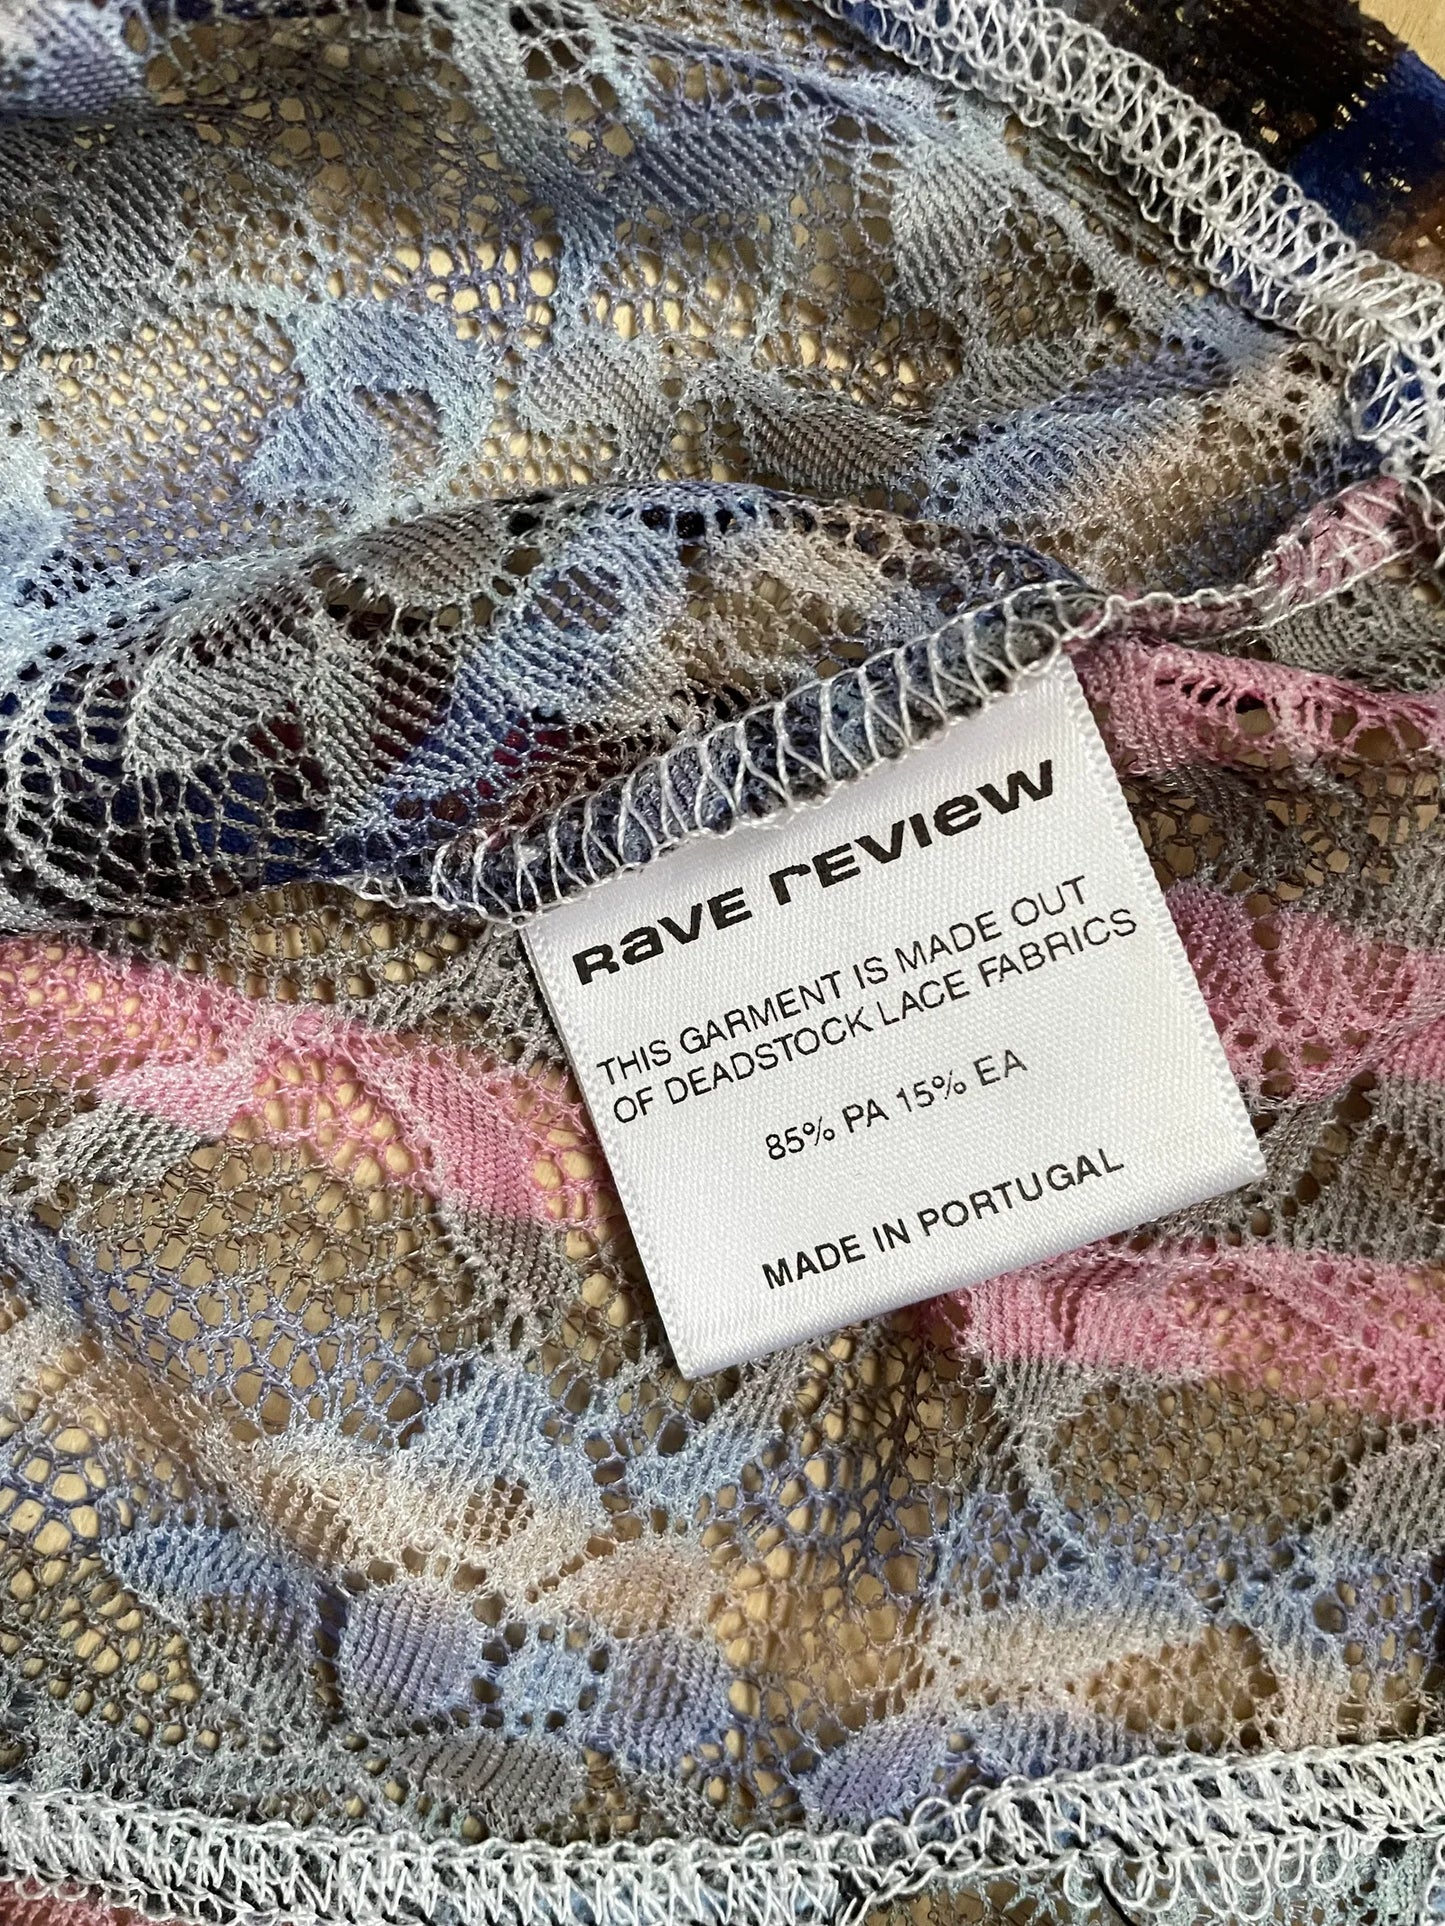 Rave Review
THIS GARMENT IS MADE OUT
OF DEADSTOCK LACE FABRICS
85% PA 15% EA
MADE IN PORTUGAL